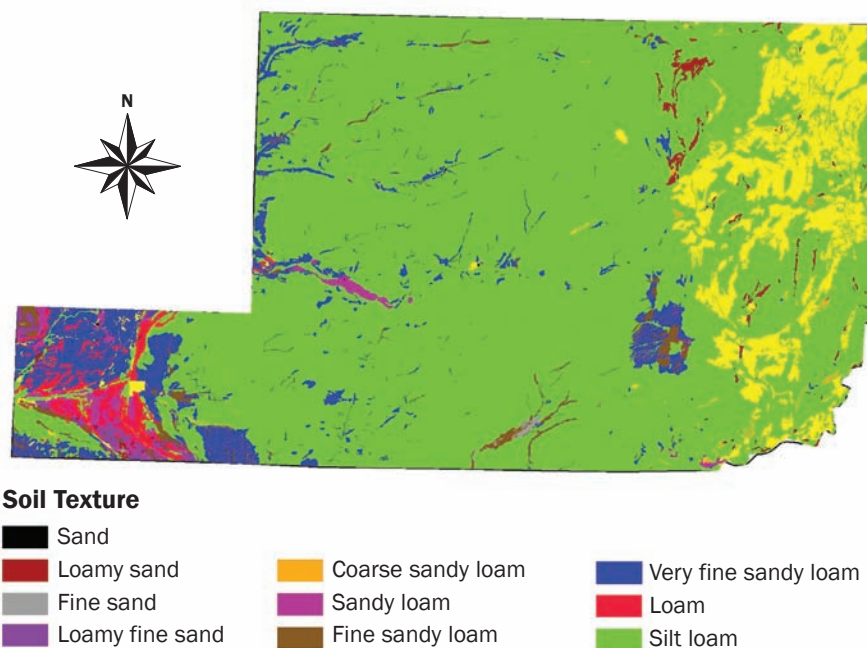 N
Soil Texture
Sand
Loamy sand
Fine sand
Loamy fine sand
Coarse sandy loam
Sandy loam
Fine sandy loam
Very fine sandy loam
Loam
Silt loam